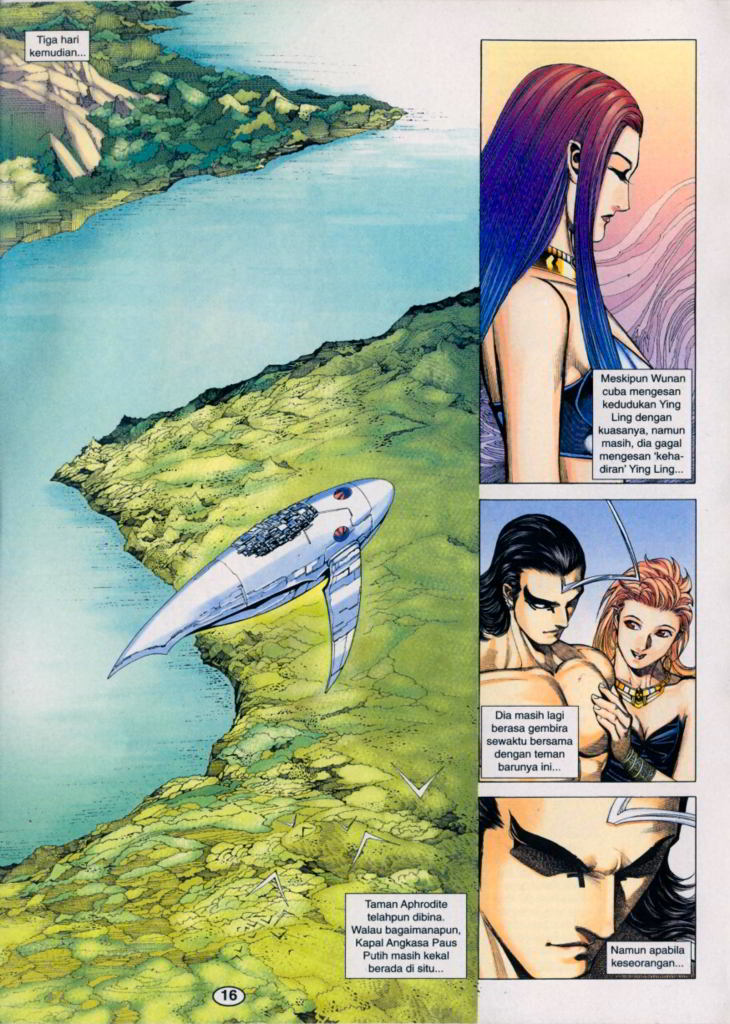 Tiga hari
kemudian...
Taman Aphrodite
telahpun dibina.
Walau bagaimanapun,
Kapal Angkasa Paus
Putih masih kekal
berada di situ...
Meskipun Wunan
cuba mengesan
kedudukan Ying
Ling dengan
kuasanya, namun
masih, dia gagal
mengesan ‘keha-
diran’ Ying Ling...
Dia masih lagi
berasa gembira
sewaktu bersama
dengan teman
barunya ini...
Namun apabila
keseorangan...
16